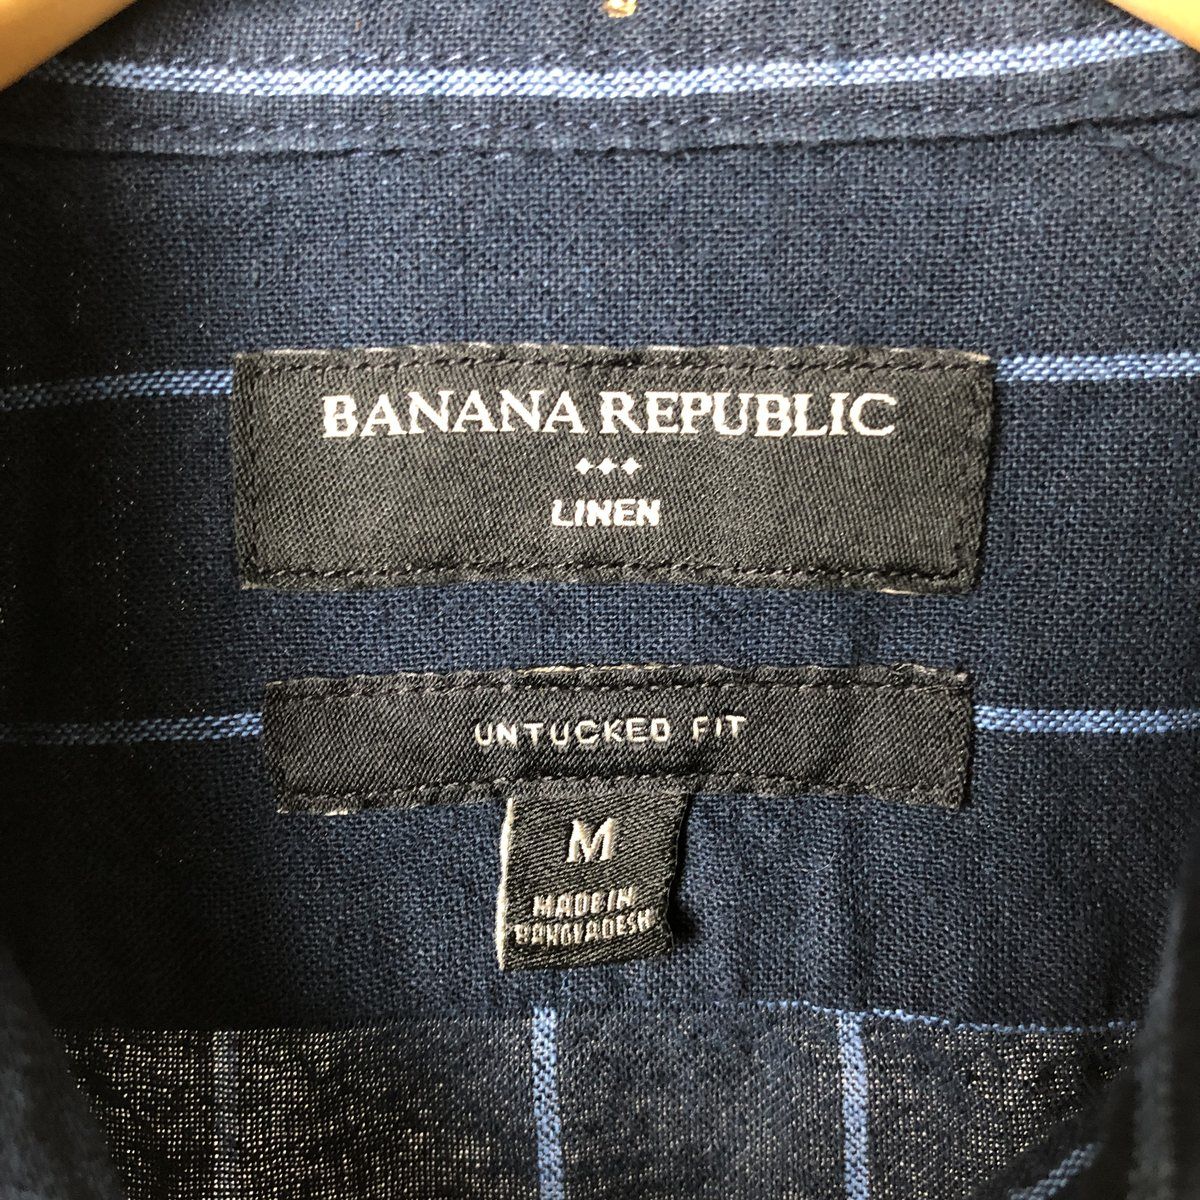 BANANA REPUBLIC
LINEN
UNTUCKED FIT
M
MADE IN
BANGLADESH